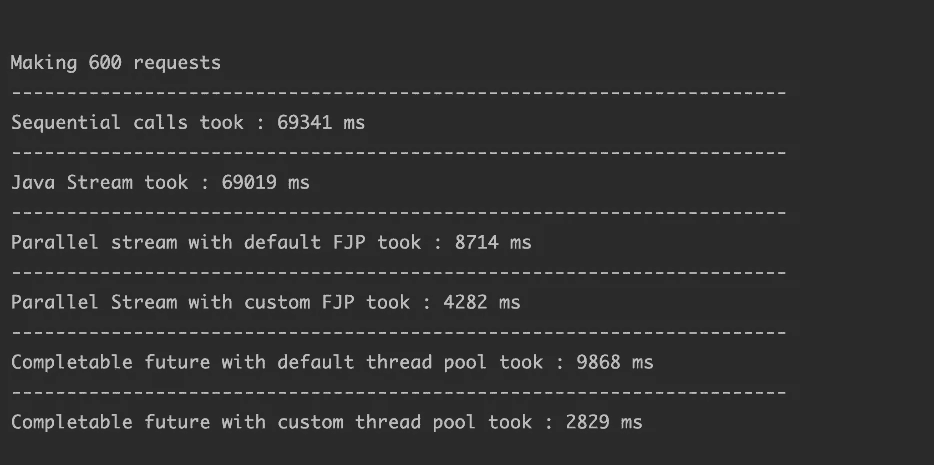 Making 600 requests
----------------------------------------------------------------------
Sequential calls took : 69341 ms
----------------------------------------------------------------------
Java Stream took : 69019 ms
----------------------------------------------------------------------
Parallel stream with default FJP took : 8714 ms
----------------------------------------------------------------------
Parallel Stream with custom FJP took : 4282 ms
----------------------------------------------------------------------
Completable future with default thread pool took : 9868 ms
----------------------------------------------------------------------
Completable future with custom thread pool took : 2829 ms